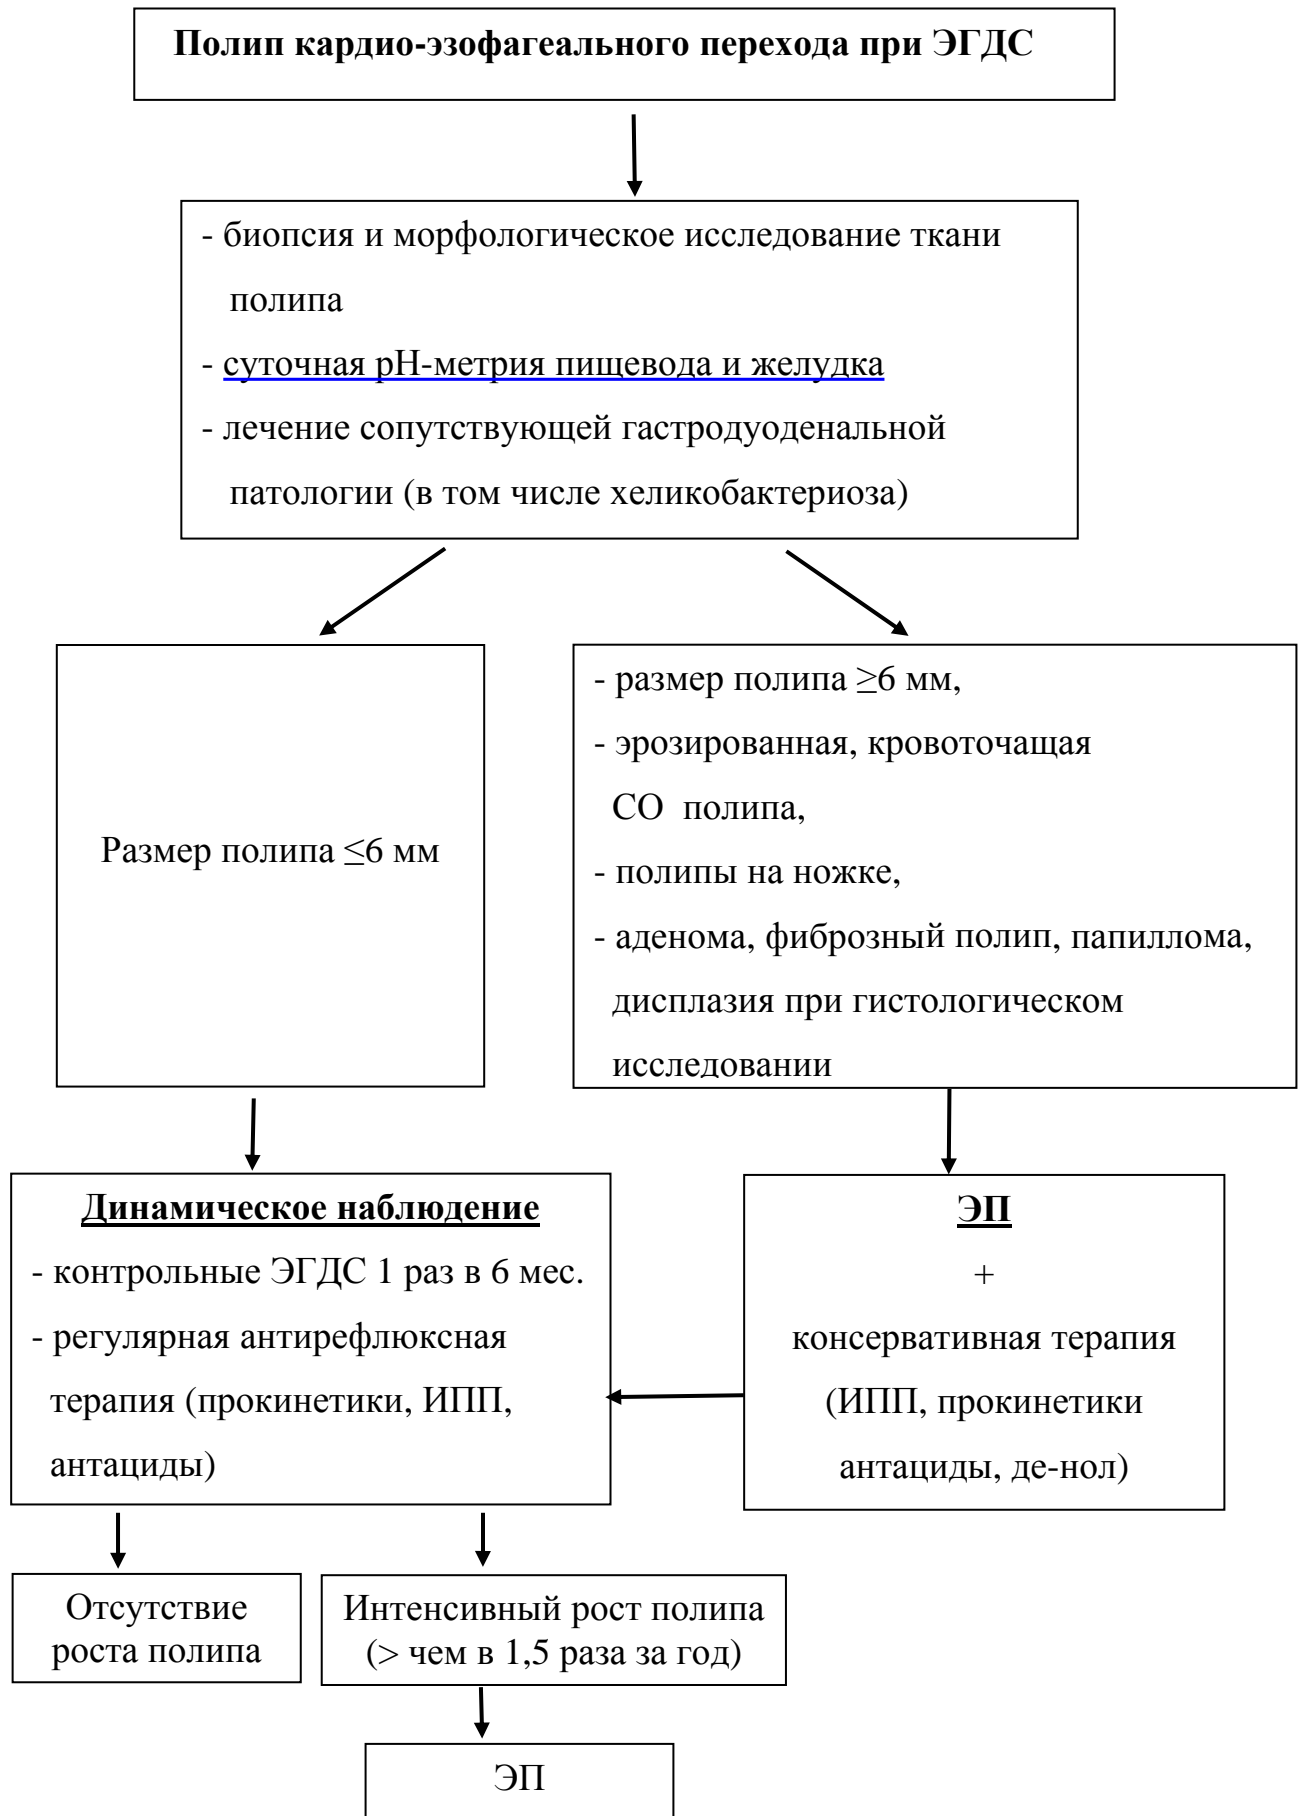 Полип кардио-эзофагеального перехода при ЭГДС
- биопсия и морфологическое исследование ткани
полипа
- суточная рН-метрия пищевода и желудка
- лечение сопутствующей гастродуоденальной
патологии (в том числе хеликобактериоза)
Размер полипа ≤6 мм
- размер полипа ≥6 мм,
- эрозированная, кровоточащая
СО полипа,
- полипы на ножке,
- аденома, фиброзный полип, папиллома,
дисплазия при гистологическом
исследовании
Динамическое наблюдение
- контрольные ЭГДС 1 раз в 6 мес.
- регулярная антирефлюксная
терапия (прокинетики, ИПП,
антациды)
ЭП
+
консервативная терапия
(ИПП, прокинетики
антациды, де-нол)
Отсутствие
роста полипа
Интенсивный рост полипа
(> чем в 1,5 раза за год)
ЭП